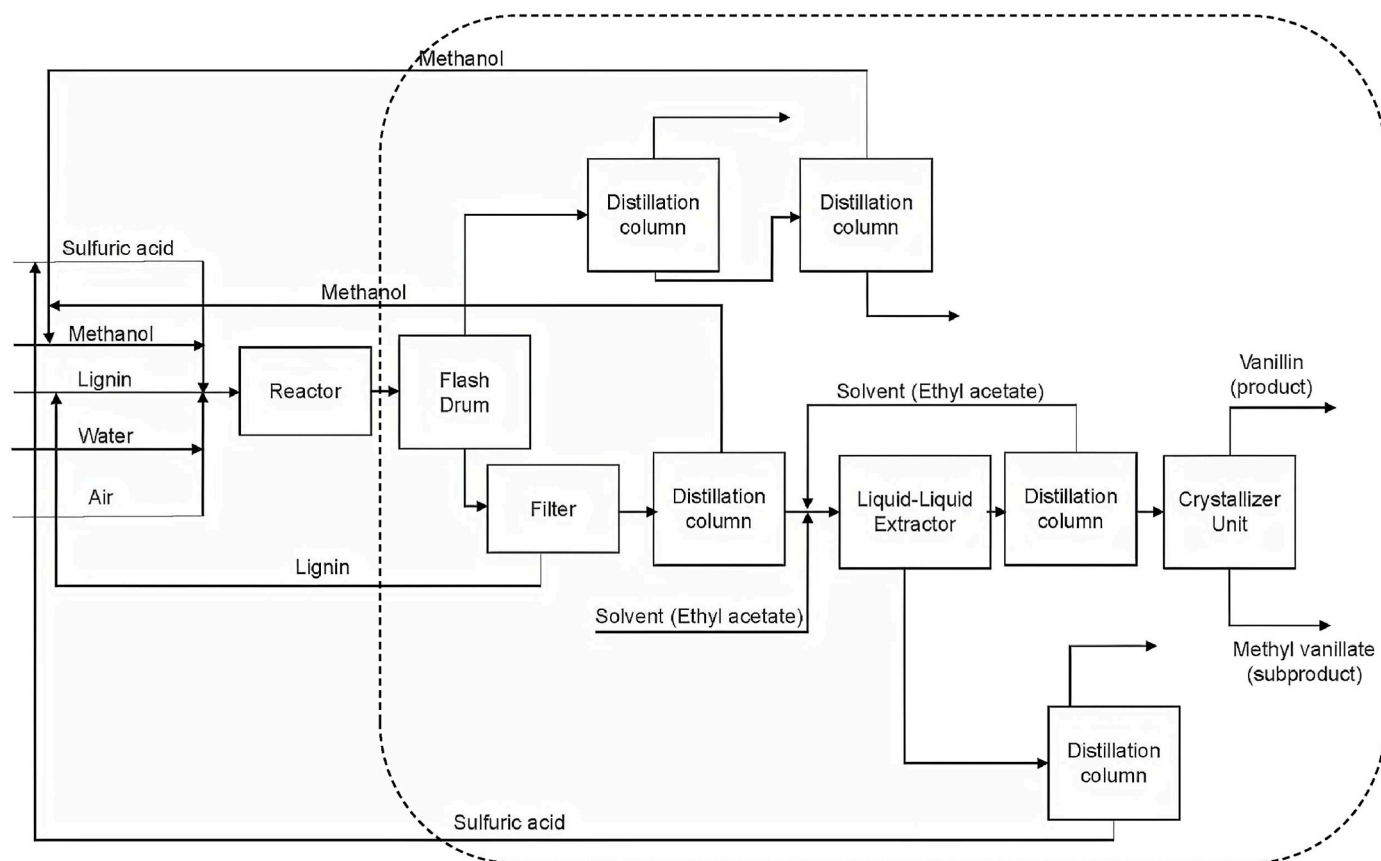 Methanol
Distillation
column
Distillation
column
Sulfuric acid
Methanol
Methanol
Lignin
Reactor
Flash
Drum
Water
Air
Filter
Distillation
column
Solvent (Ethyl acetate)
Liquid-Liquid
Extractor
Distillation
column
Crystallizer
Unit
Vanillin
(product)
Lignin
Solvent (Ethyl acetate)
Methyl vanillate
(subproduct)
Distillation
column
Sulfuric acid